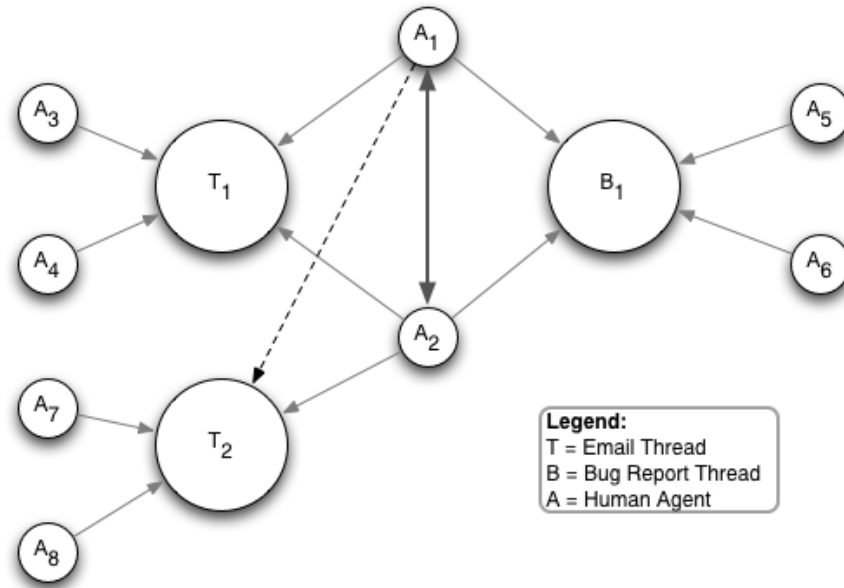 A1
A3
A5
T1
B1
A4
A6
A2
A7
T2
A8
Legend:
T = Email Thread
B = Bug Report Thread
A = Human Agent